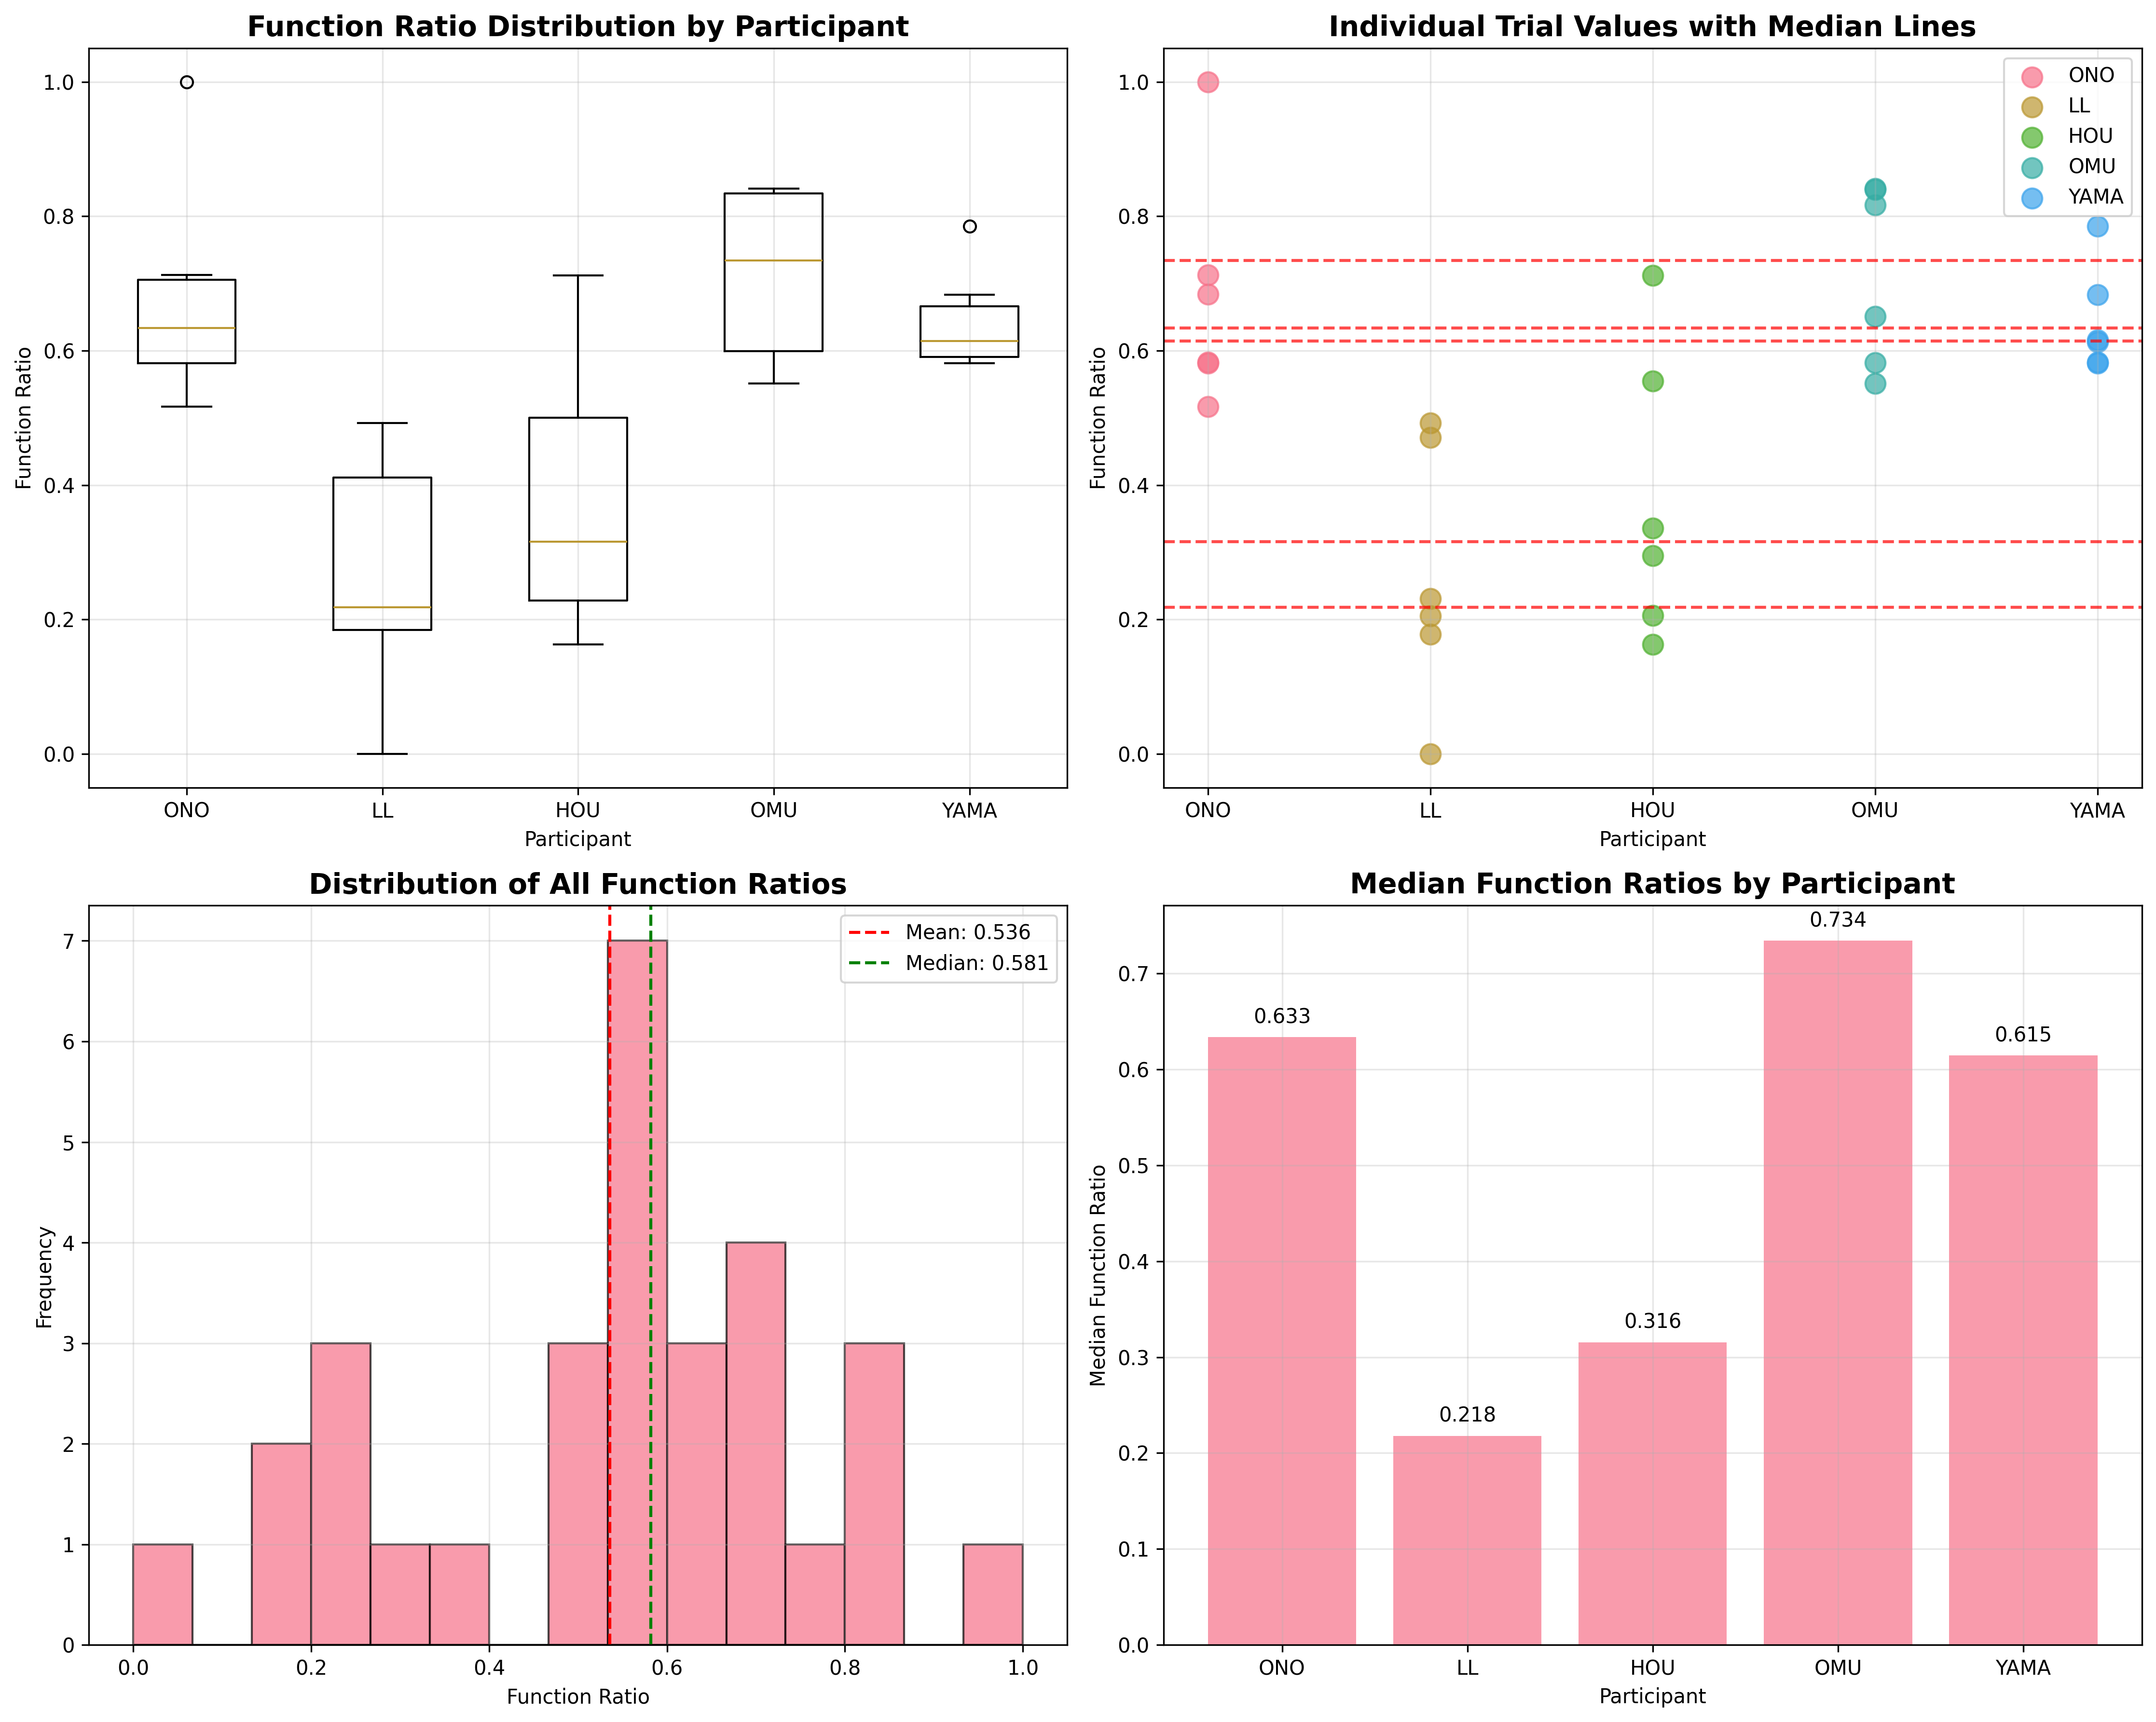 Function Ratio Distribution by Participant
Function Ratio
1.0
0.8
0.6
0.4
0.2
0.0
ONO LL HOU OMU YAMA
Participant
Individual Trial Values with Median Lines
Function Ratio
1.0
0.8
0.6
0.4
0.2
0.0
ONO
LL
HOU
OMU
YAMA
ONO LL HOU OMU YAMA
Participant
Distribution of All Function Ratios
Frequency
7
6
5
4
3
2
1
0
Mean: 0.536
Median: 0.581
0.0 0.2 0.4 0.6 0.8 1.0
Function Ratio
Median Function Ratios by Participant
Median Function Ratio
0.7
0.6
0.5
0.4
0.3
0.2
0.1
0.0
0.633
0.218
0.316
0.734
0.615
ONO LL HOU OMU YAMA
Participant